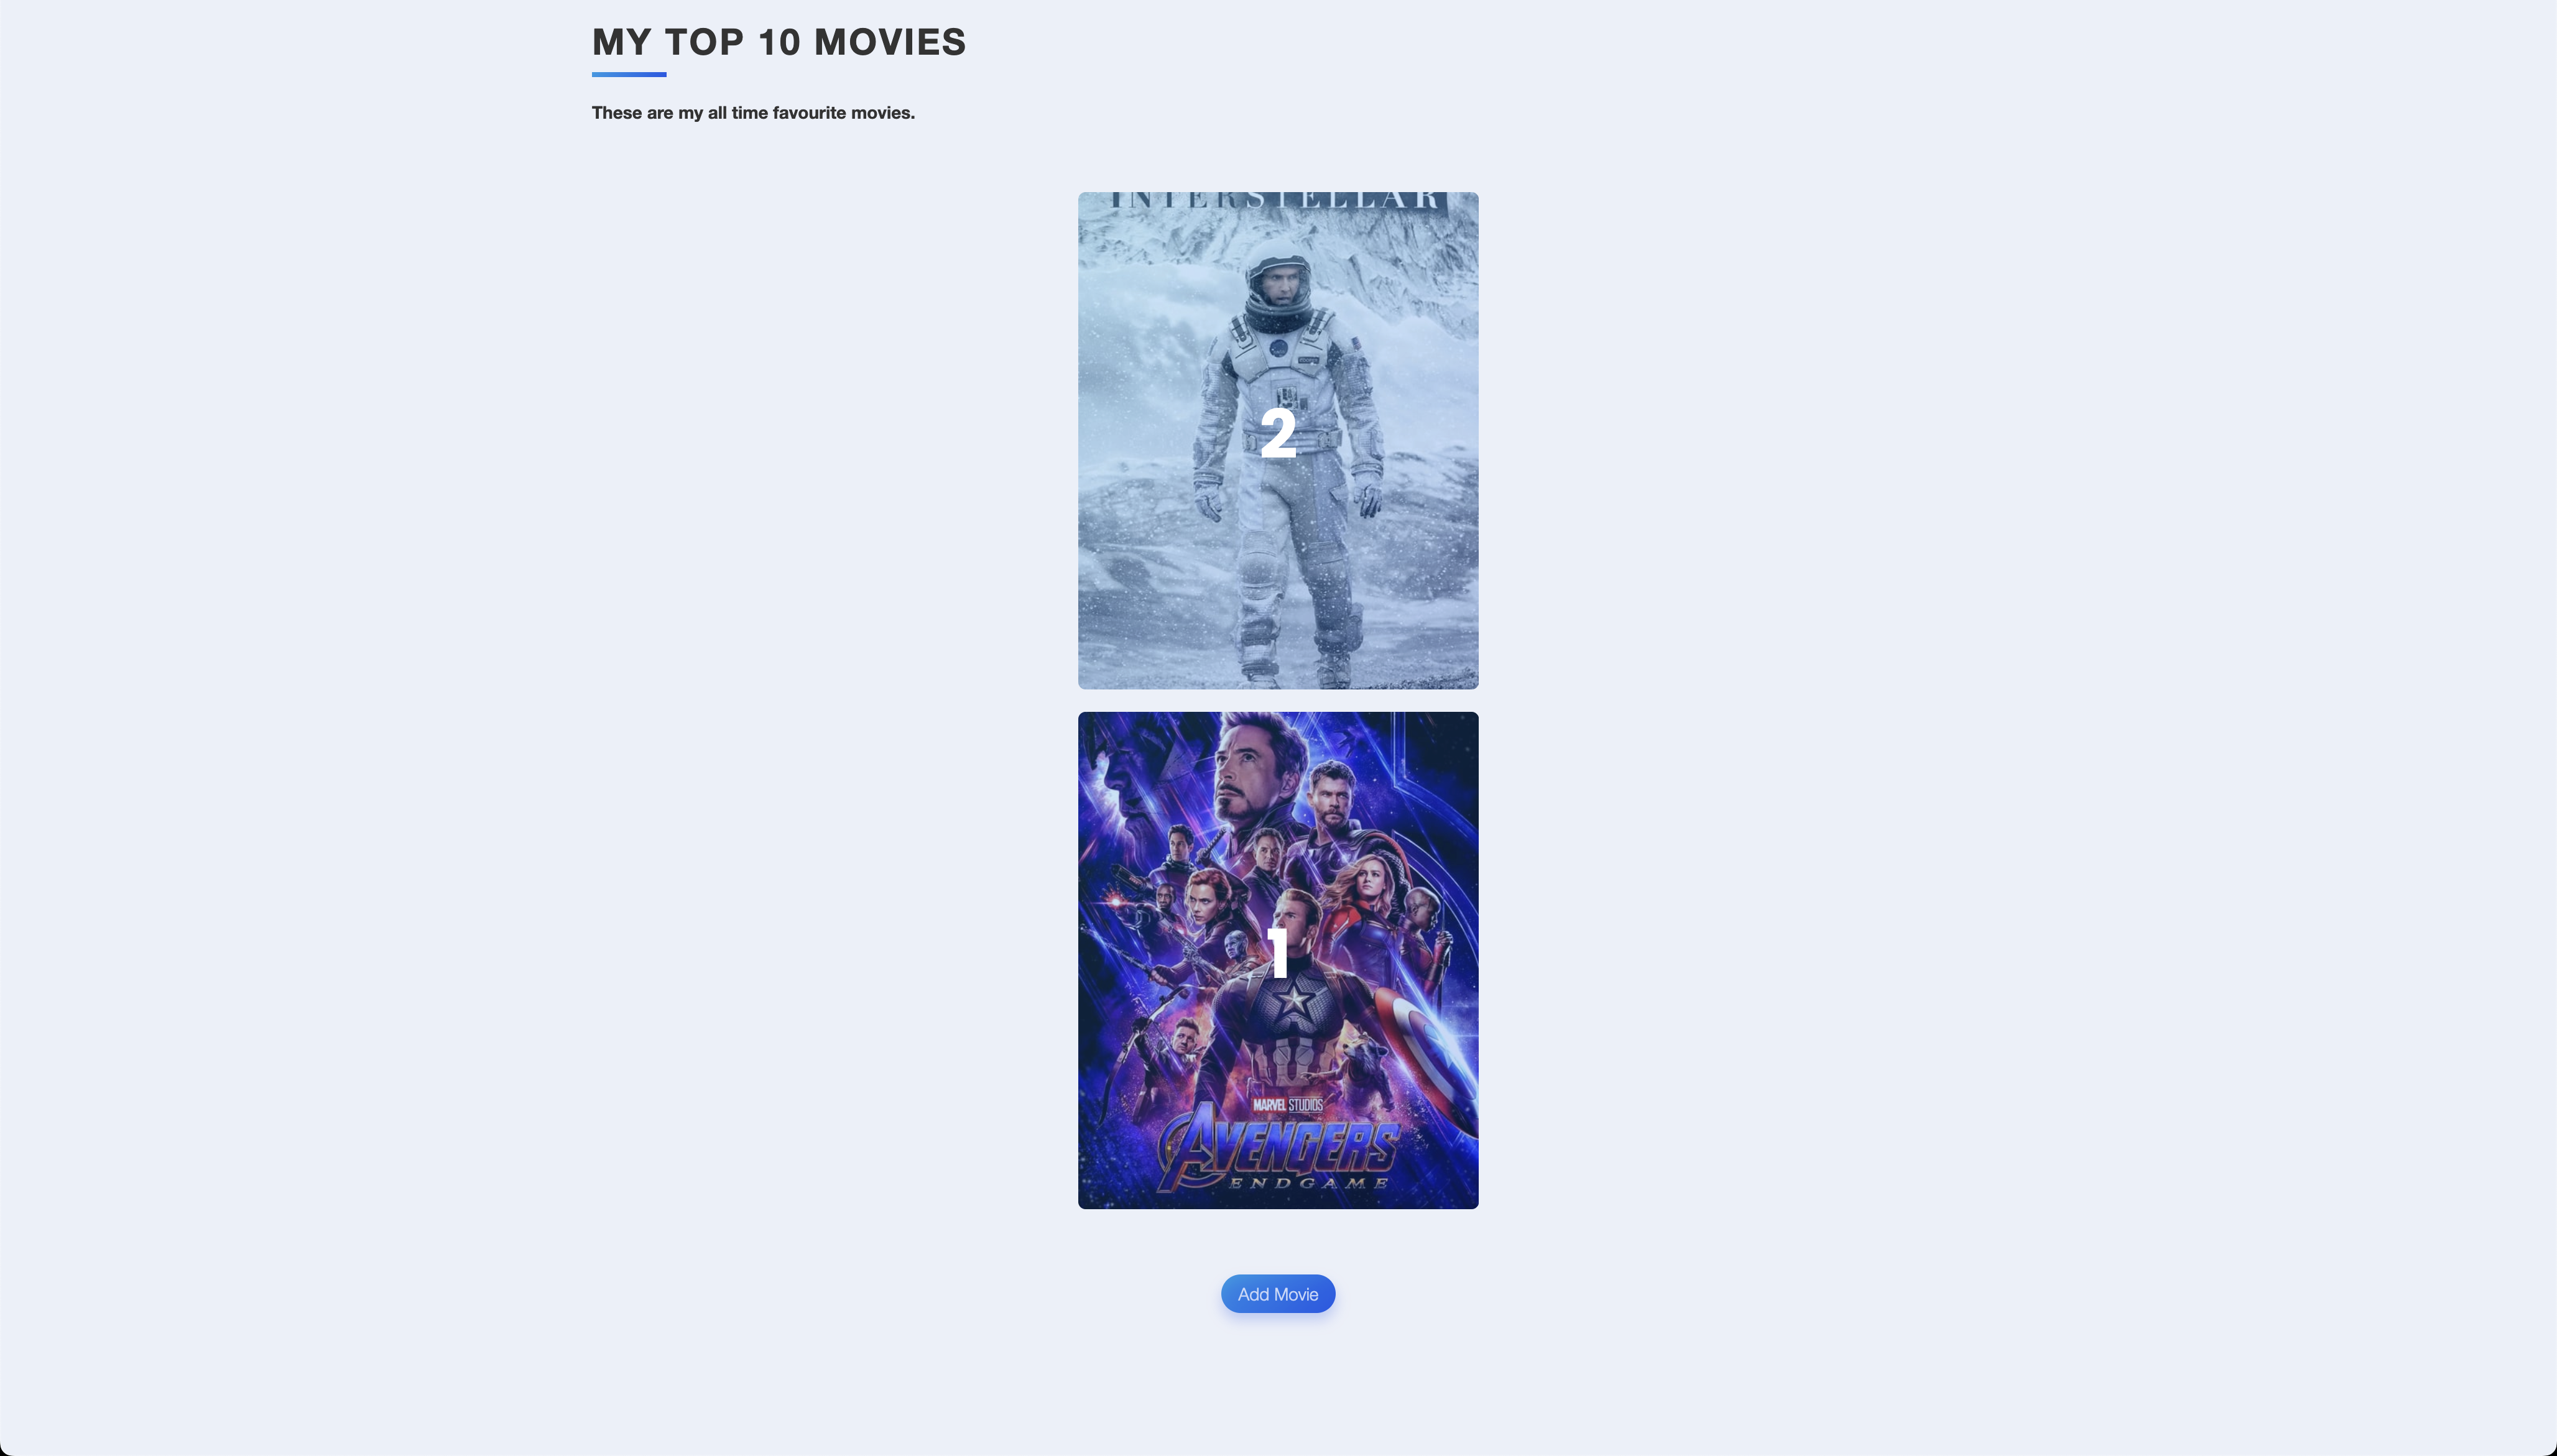 MY TOP 10 MOVIES
These are my all time favourite movies.
INTERSTELLAR
2
1
MARVEL STUDIOS
AVENGERS
ENDGAME
Add Movie